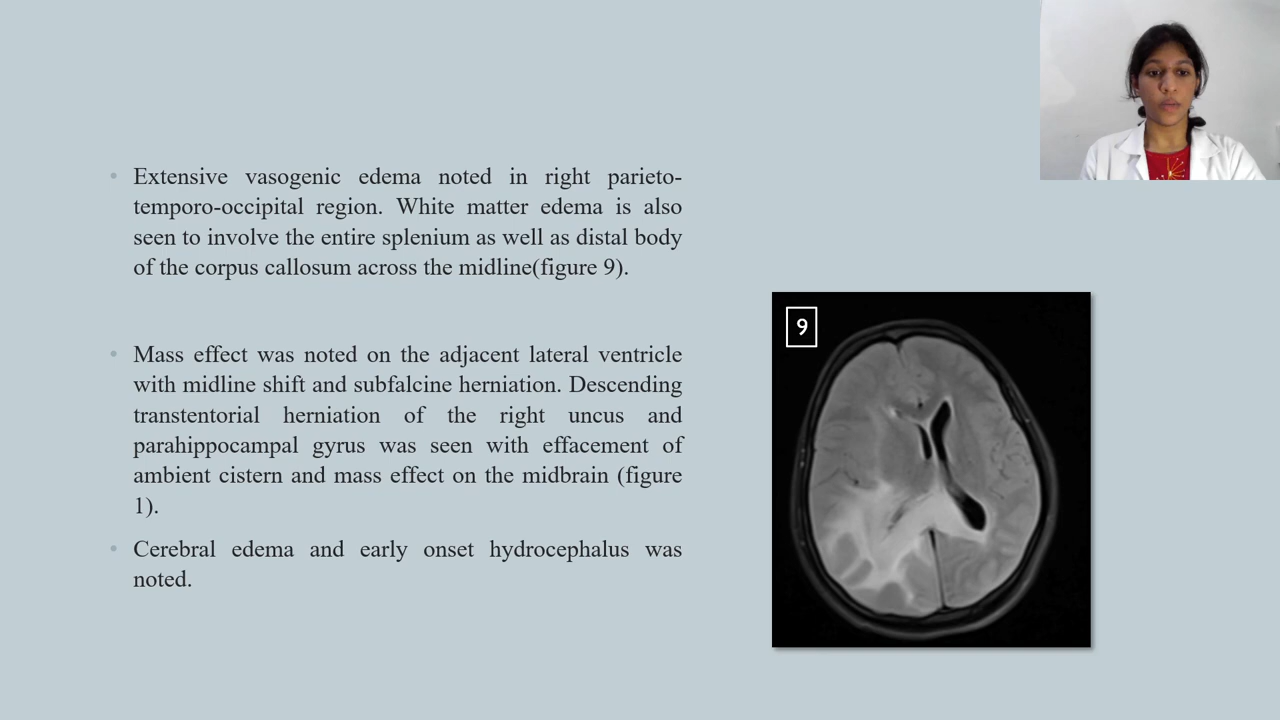 Extensive vasogenic edema noted in right parieto-
temporo-occipital region. White matter edema is also
seen to involve the entire splenium as well as distal body
of the corpus callosum across the midline(figure 9).
Mass effect was noted on the adjacent lateral ventricle
with midline shift and subfalcine herniation. Descending
transtentorial herniation of the right uncus and
parahippocampal gyrus was seen with effacement of
ambient cistern and mass effect on the midbrain (figure
1).
Cerebral edema and early onset hydrocephalus was
noted.
9